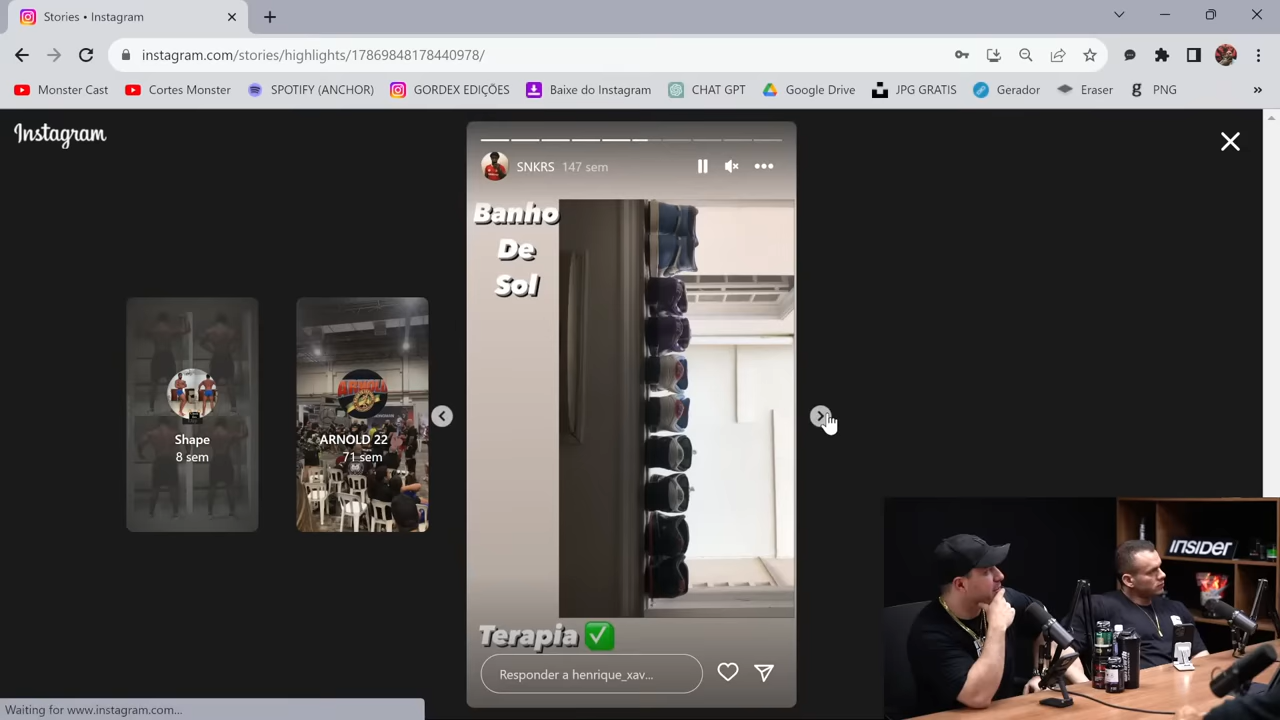 Stories • Instagram
instagram.com/stories/highlights/17869848178440978/
Monster Cast
Cortes Monster
SPOTIFY (ANCHOR)
GORDEX EDIÇÕES
Baixe do Instagram
CHAT GPT
Google Drive
JPG GRATIS
Gerador
Eraser
PNG
Instagram
SNKRS 147 sem
Banho
De
Sol
Shape
8 sem
ARNOLD 22
71 sem
Terapia ✅
Responder a henrique_xav...
INSIDER
Waiting for www.instagram.com...